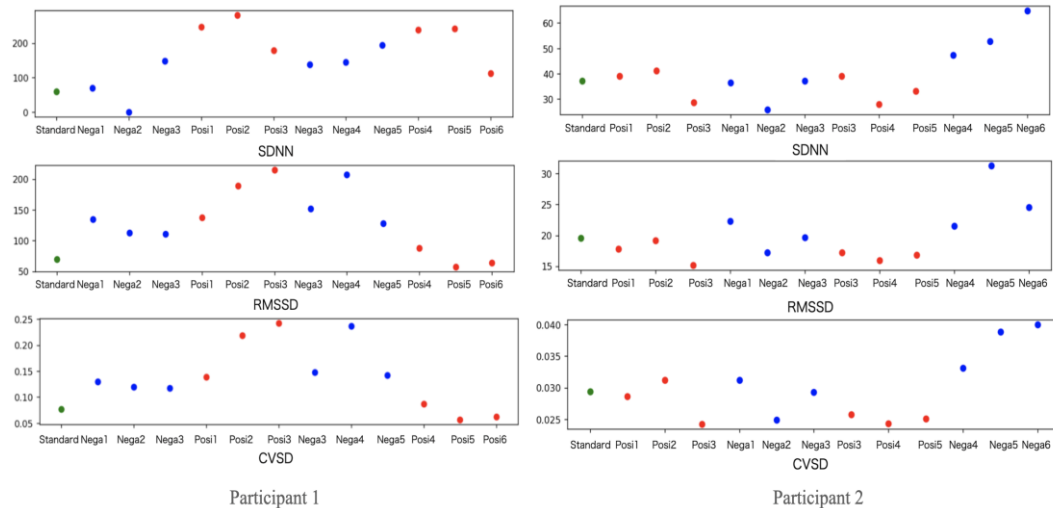 200
100
0
Standard Nega1 Nega2 Nega3 Posi1 Posi2 Posi3 Nega3 Nega4 Nega5 Posi4 Posi5 Posi6
SDNN
200
150
100
50
Standard Nega1 Nega2 Nega3 Posi1 Posi2 Posi3 Nega3 Nega4 Nega5 Posi4 Posi5 Posi6
RMSSD
0.25
0.20
0.15
0.10
0.05
Standard Nega1 Nega2 Nega3 Posi1 Posi2 Posi3 Nega3 Nega4 Nega5 Posi4 Posi5 Posi6
CVSD
Participant 1
60
50
40
30
Standard Posi1 Posi2 Posi3 Nega1 Nega2 Nega3 Posi3 Posi4 Posi5 Nega4 Nega5 Nega6
SDNN
30
25
20
15
Standard Posi1 Posi2 Posi3 Nega1 Nega2 Nega3 Posi3 Posi4 Posi5 Nega4 Nega5 Nega6
RMSSD
0.040
0.035
0.030
0.025
Standard Posi1 Posi2 Posi3 Nega1 Nega2 Nega3 Posi3 Posi4 Posi5 Nega4 Nega5 Nega6
CVSD
Participant 2